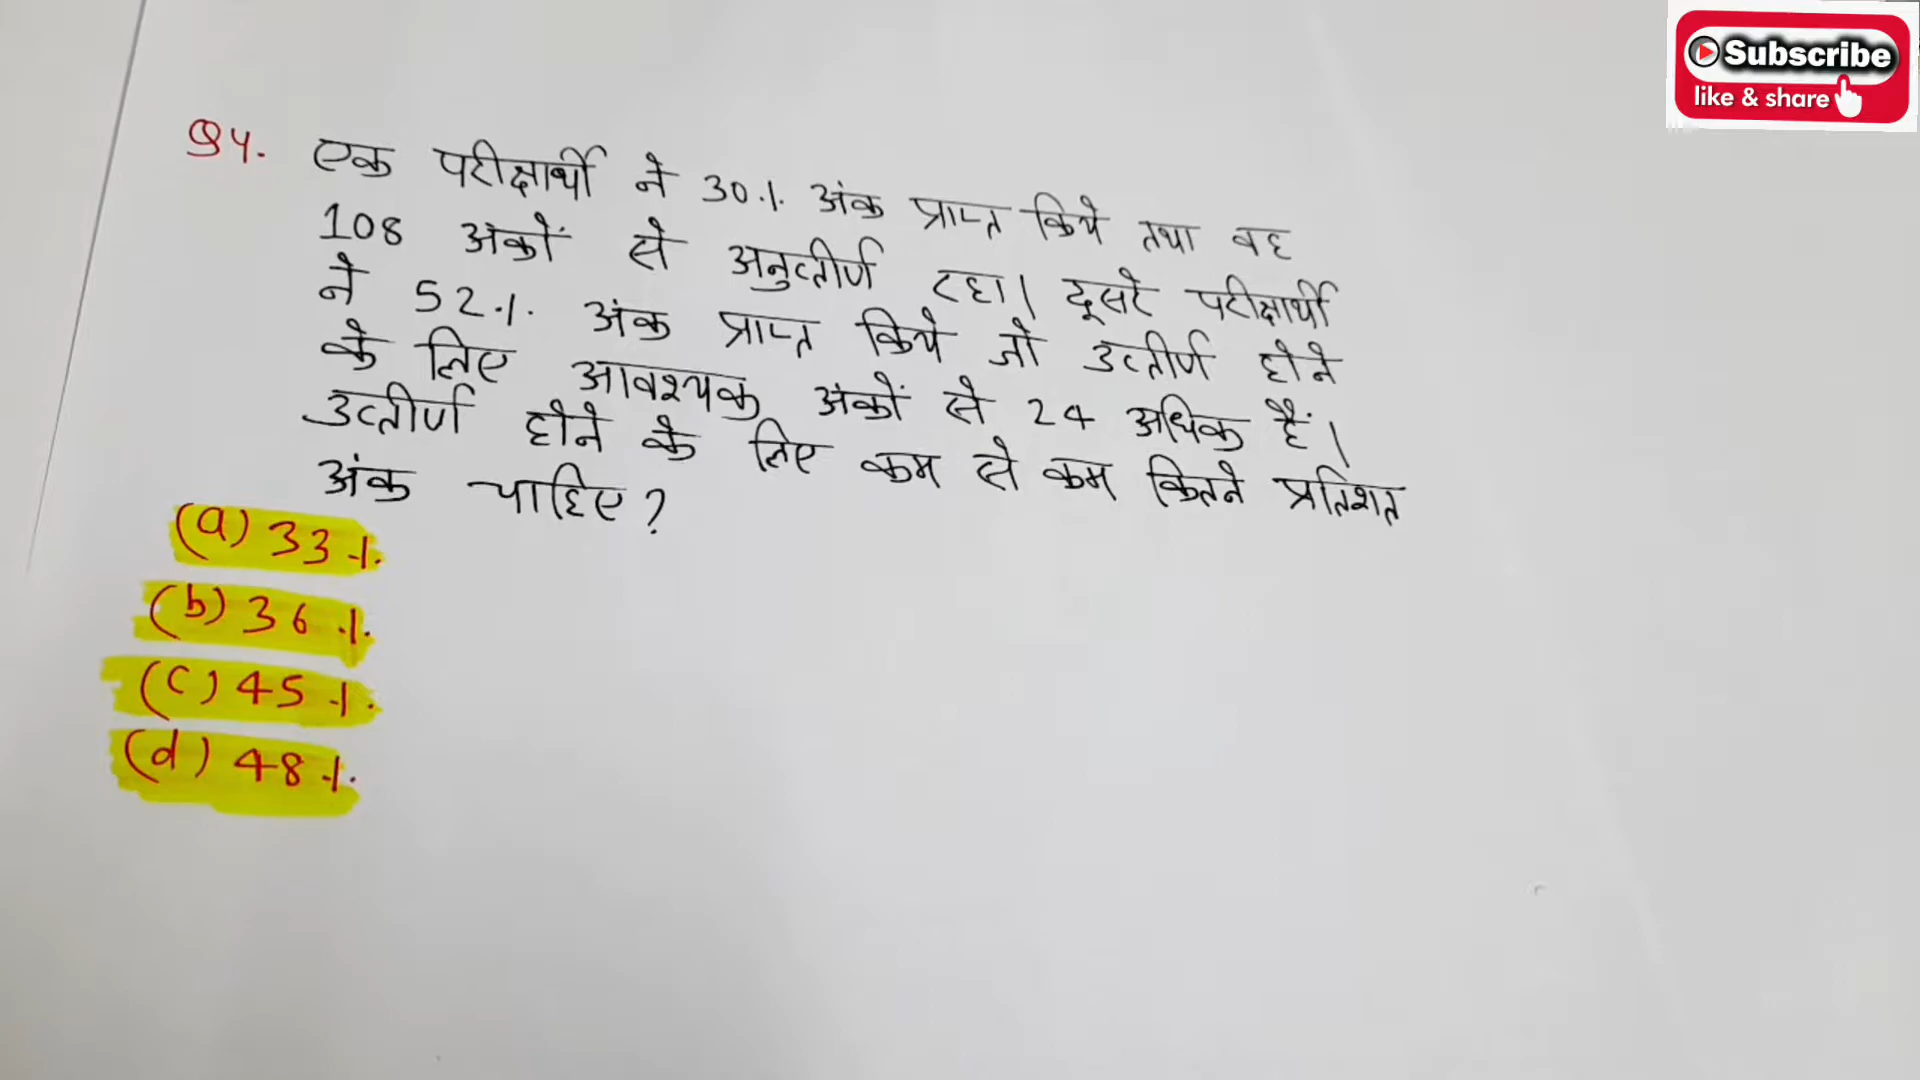 Subscribe
like & share
Q4. एक परीक्षार्थी ने 30% अंक प्राप्त किये तथा वह
108 अंकों से अनुत्तीर्ण रहा। दूसरे परीक्षार्थी
ने 52% अंक प्राप्त किये जो उत्तीर्ण होने
के लिए आवश्यक अंकों से 24 अधिक हैं।
उत्तीर्ण होने के लिए कम से कम कितने प्रतिशत
अंक चाहिए?
(a) 33%
(b) 36%
(c) 45%
(d) 48%